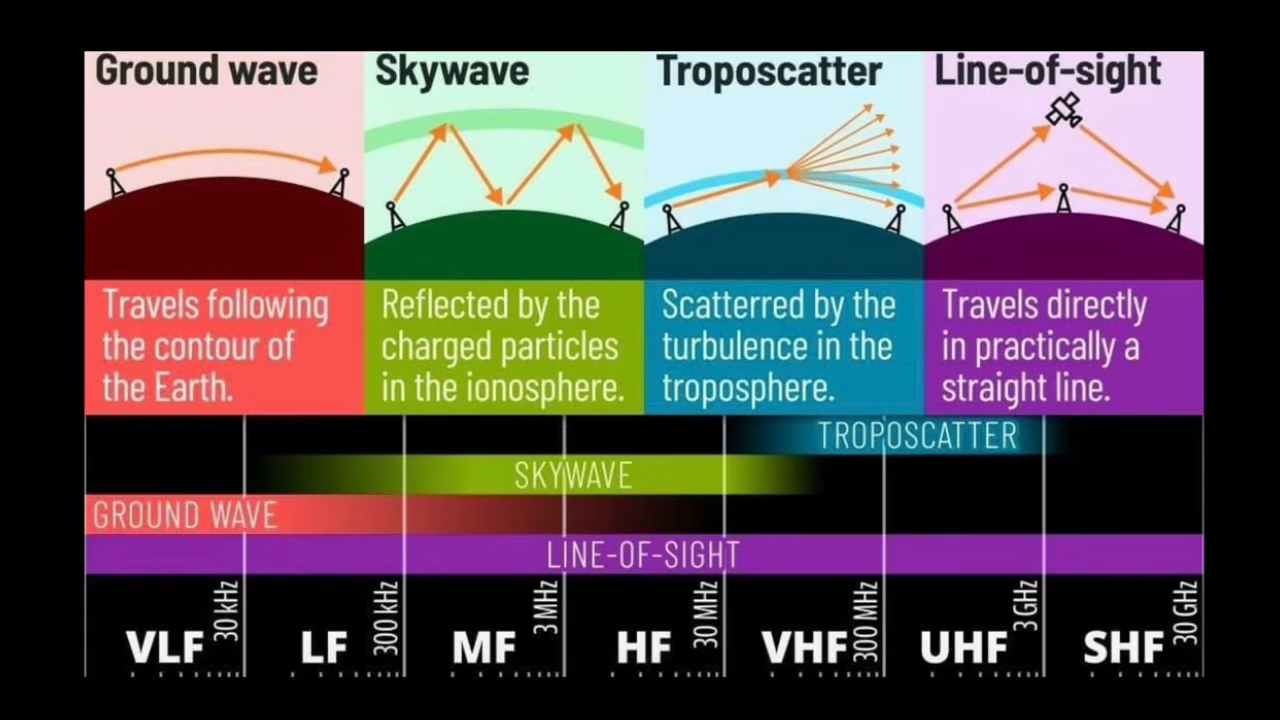 Ground wave
Skywave
Troposcatter
Line-of-sight
Travels following
the contour of
the Earth.
Reflected by the
charged particles
in the ionosphere.
Scatterred by the
turbulence in the
troposphere.
Travels directly
in practically a
straight line.
TROPOSCATTER
SKYWAVE
GROUND WAVE
LINE-OF-SIGHT
VLF
30 kHz
LF
300 kHz
MF
3 MHz
HF
30 MHz
VHF
300 MHz
UHF
3 GHz
SHF
30 GHz